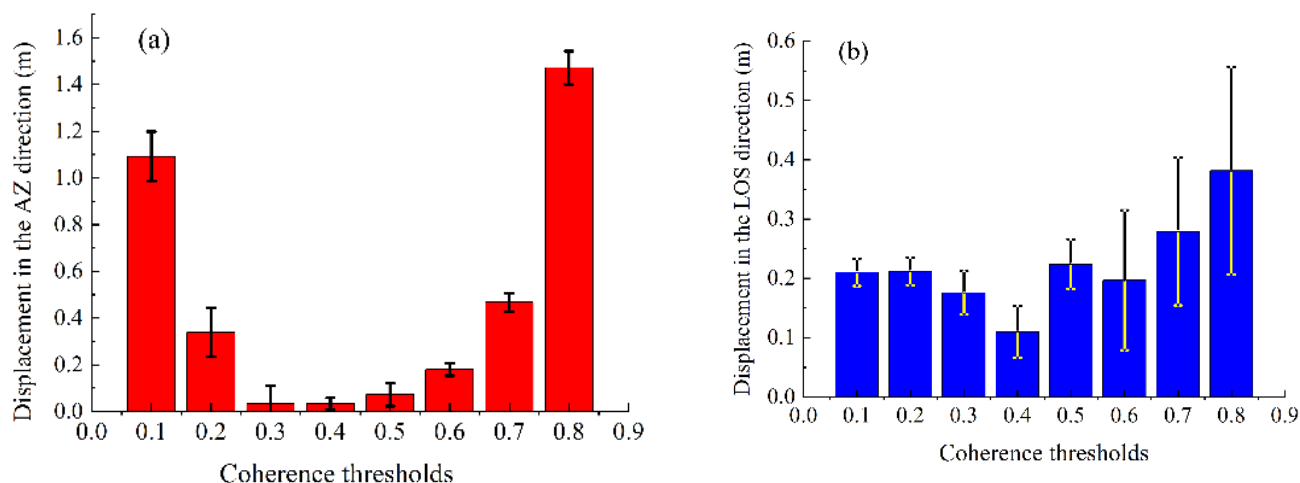 (a)
Displacement in the AZ direction (m)
1.6
1.4
1.2
1.0
0.8
0.6
0.4
0.2
0.0
0.0 0.1 0.2 0.3 0.4 0.5 0.6 0.7 0.8 0.9
Coherence thresholds
(b)
Displacement in the LOS direction (m)
0.6
0.5
0.4
0.3
0.2
0.1
0.0
0.0 0.1 0.2 0.3 0.4 0.5 0.6 0.7 0.8 0.9
Coherence thresholds